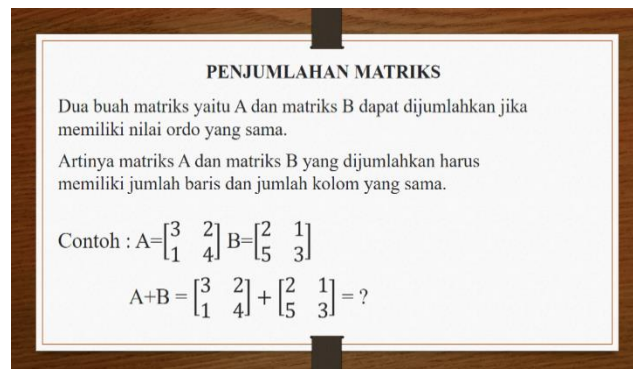 PENJUMLAHAN MATRIKS
Dua buah matriks yaitu A dan matriks B dapat dijumlahkan jika
memiliki nilai ordo yang sama.
Artinya matriks A dan matriks B yang dijumlahkan harus
memiliki jumlah baris dan jumlah kolom yang sama.
Contoh : A=[3 2
1 4] B=[2 1
5 3]
A+B = [3 2
1 4] + [2 1
5 3] = ?